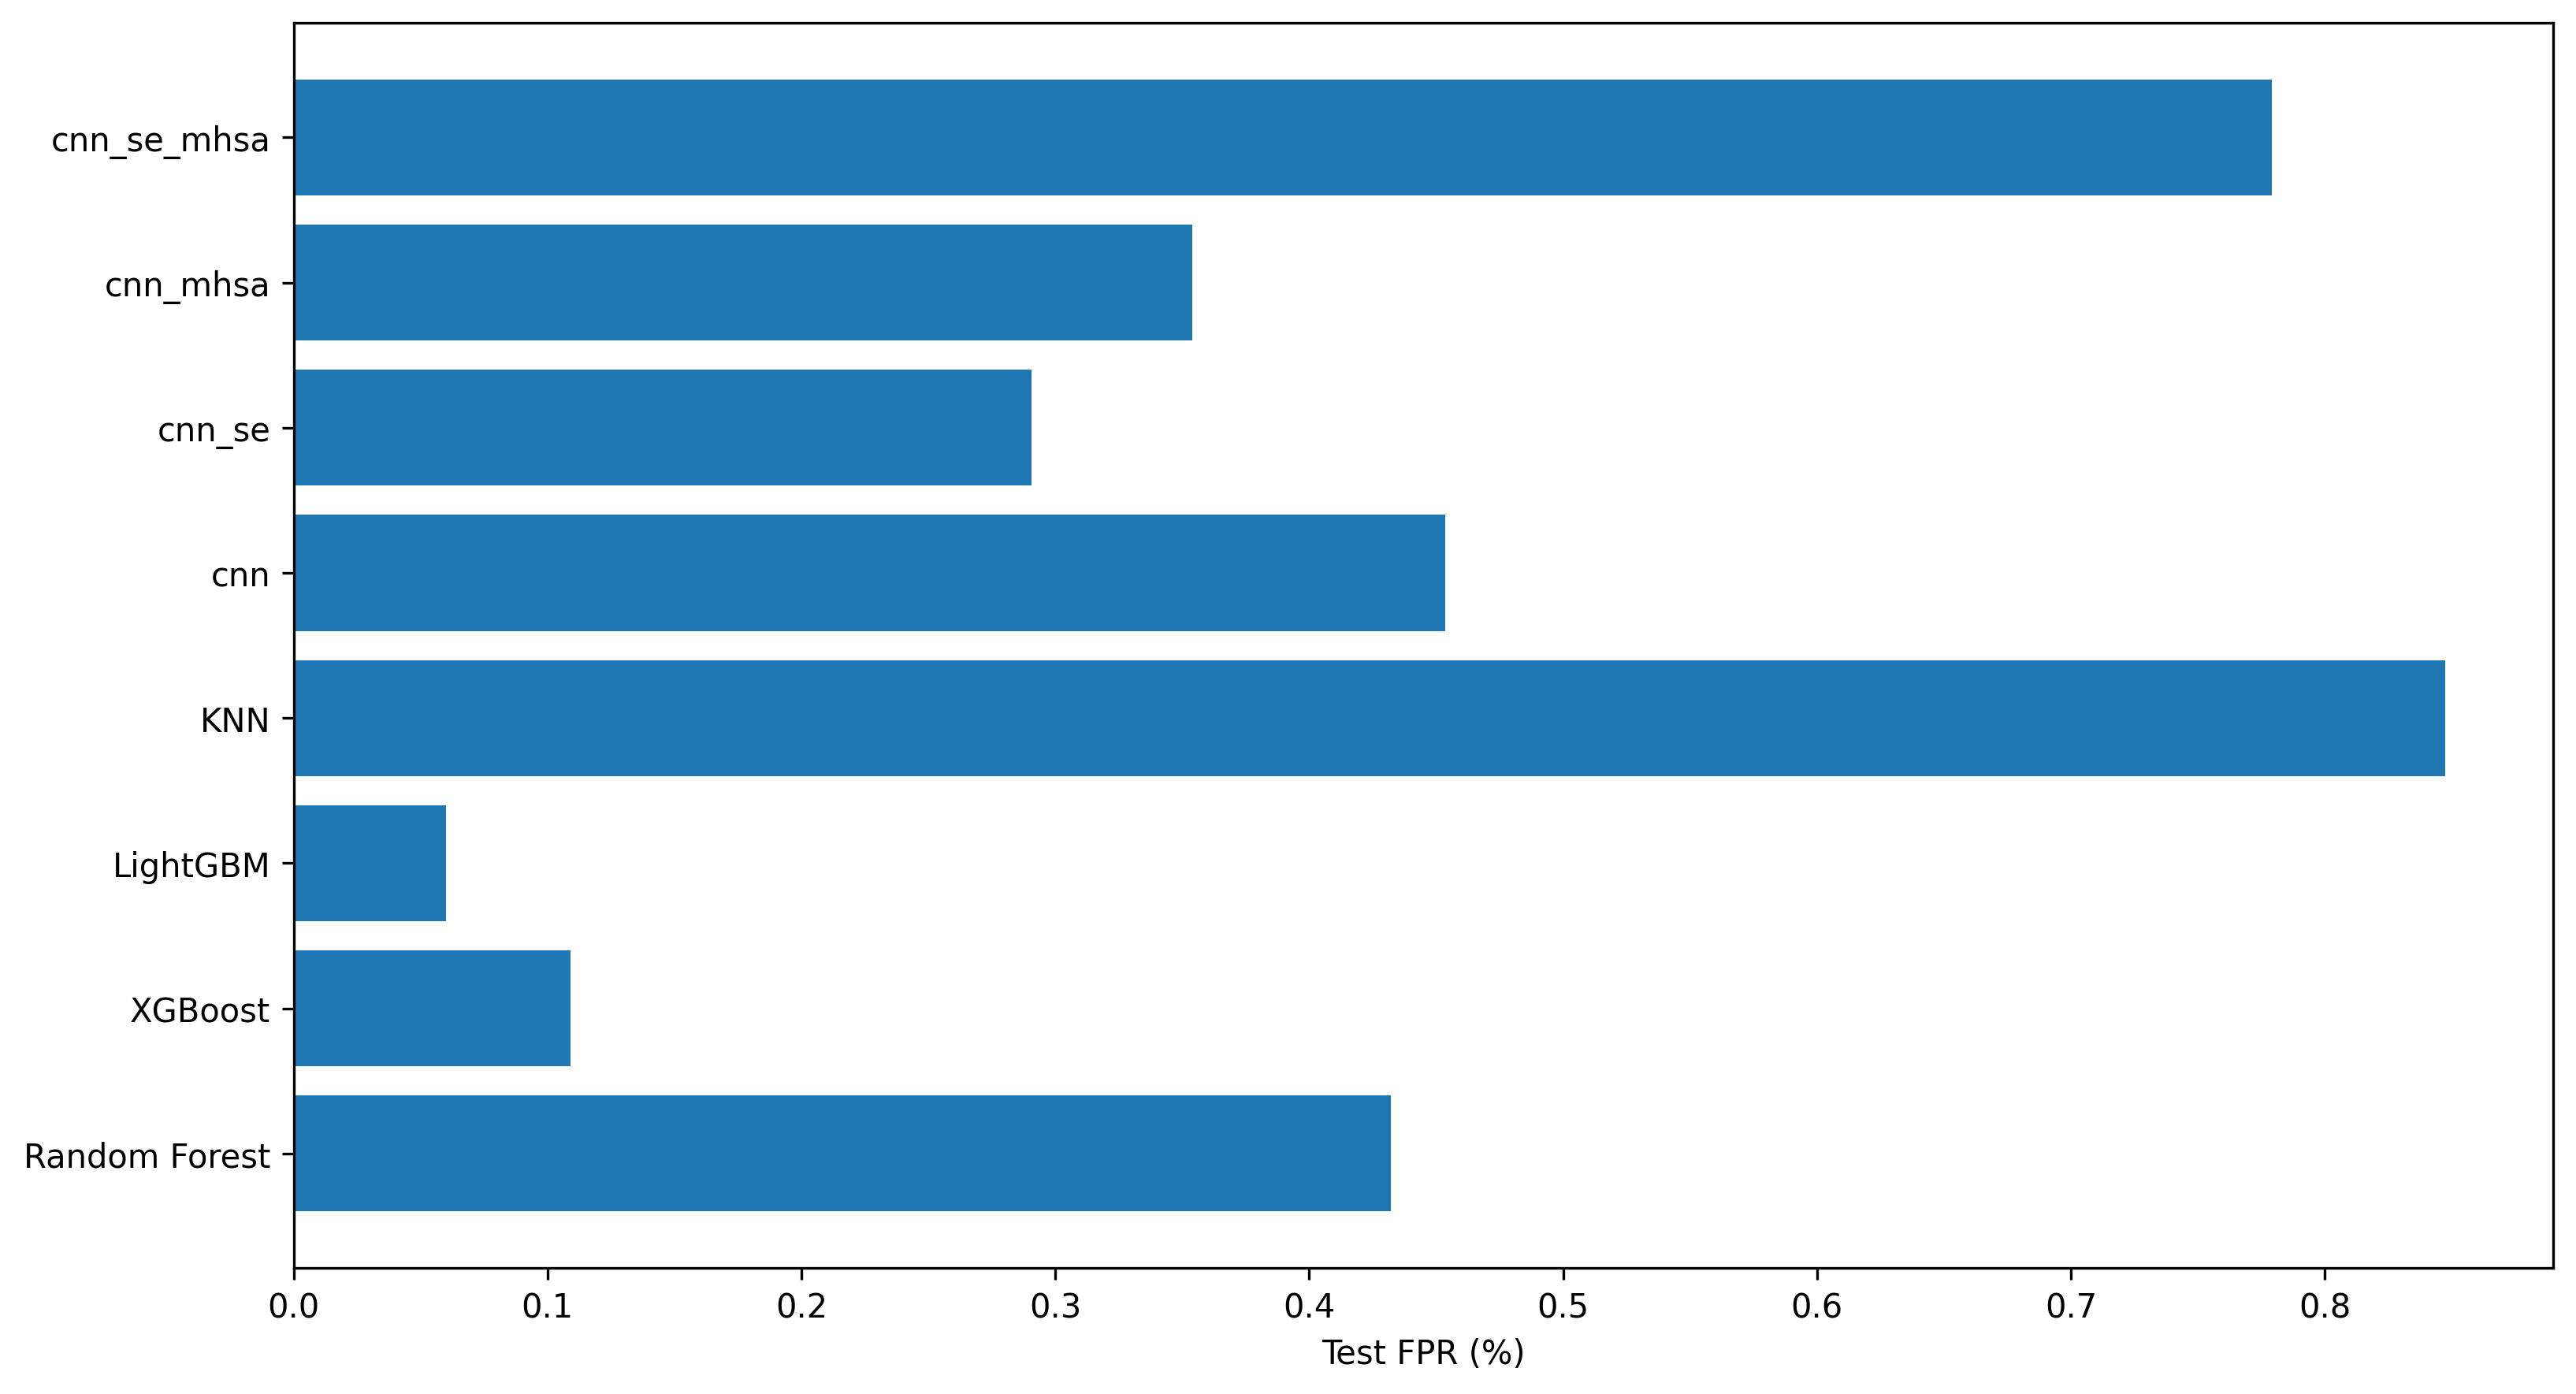 cnn_se_mhsa
cnn_mhsa
cnn_se
cnn
KNN
LightGBM
XGBoost
Random Forest
0.0 0.1 0.2 0.3 0.4 0.5 0.6 0.7 0.8
Test FPR (%)